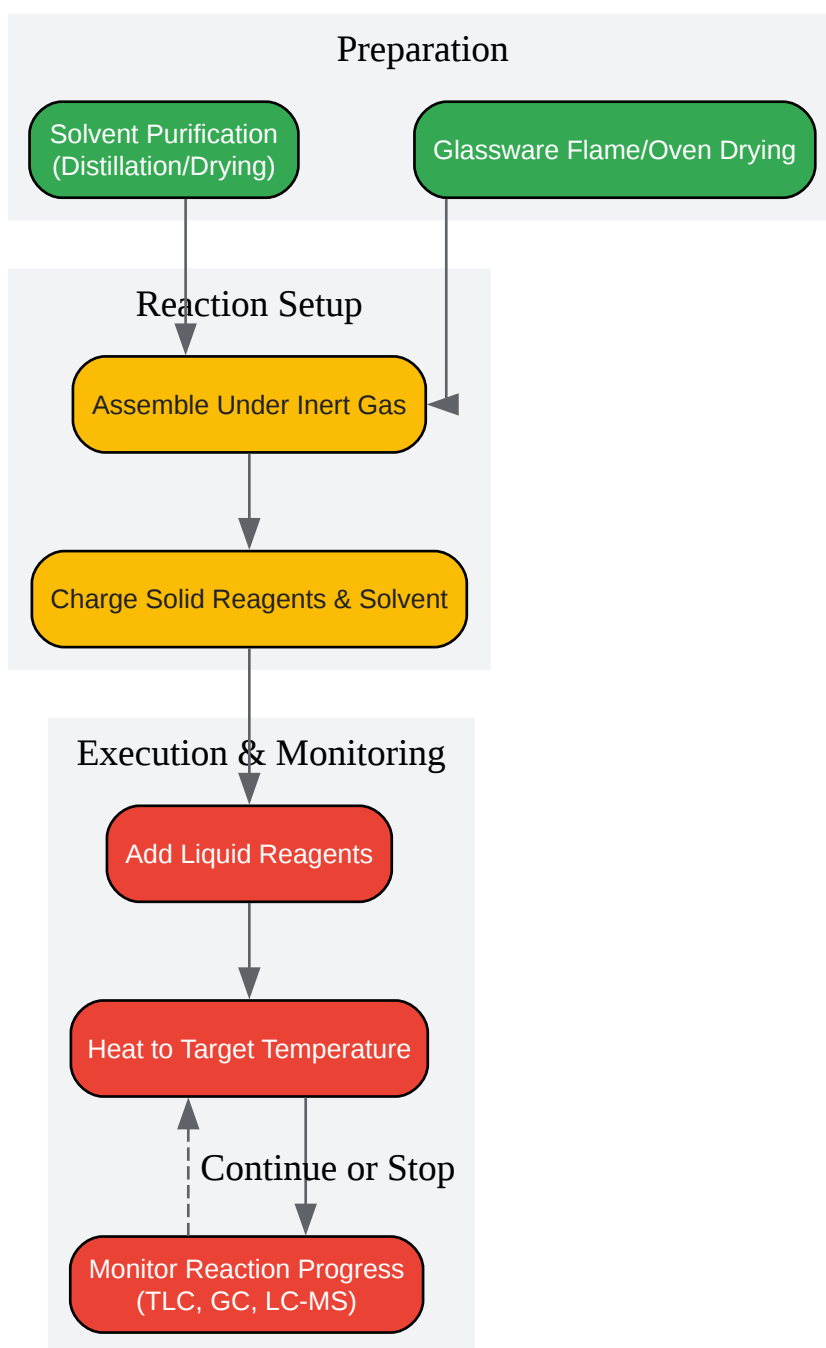 Preparation
Solvent Purification
(Distillation/Drying)
Glassware Flame/Oven Drying
Reaction Setup
Assemble Under Inert Gas
Charge Solid Reagents & Solvent
Execution & Monitoring
Add Liquid Reagents
Heat to Target Temperature
Continue or Stop
Monitor Reaction Progress
(TLC, GC, LC-MS)